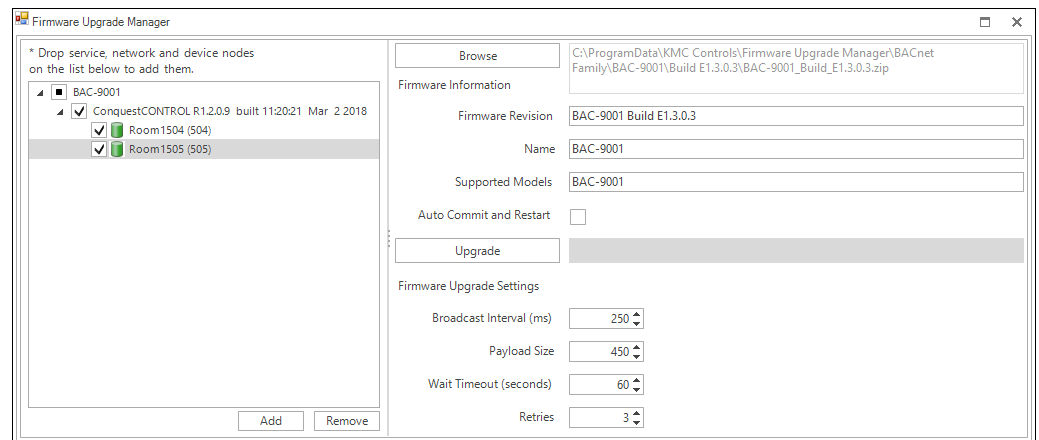 Firmware Upgrade Manager
* Drop service, network and device nodes
on the list below to add them.
BAC-9001
ConquestCONTROL R1.2.0.9 built 11:20:21 Mar 2 2018
Room1504 (504)
Room1505 (505)
Add
Remove
Browse
C:\ProgramData\KMC Controls\Firmware Upgrade Manager\BACnet
Family\BAC-9001\Build E1.3.0.3\BAC-9001_Build_E1.3.0.3.zip
Firmware Information
Firmware Revision
BAC-9001 Build E1.3.0.3
Name
BAC-9001
Supported Models
BAC-9001
Auto Commit and Restart
Upgrade
Firmware Upgrade Settings
Broadcast Interval (ms)
250
Payload Size
450
Wait Timeout (seconds)
60
Retries
3